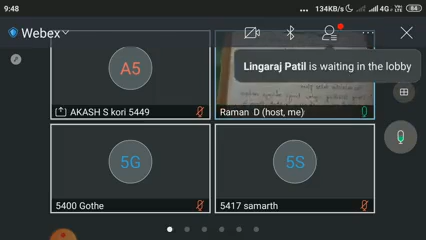 9:48
... 134KB/s 4G 84
Webex
Lingaraj Patil is waiting in the lobby
A5
AKASH S kori 5449
Raman D (host, me)
5G
5S
5400 Gothe
5417 samarth